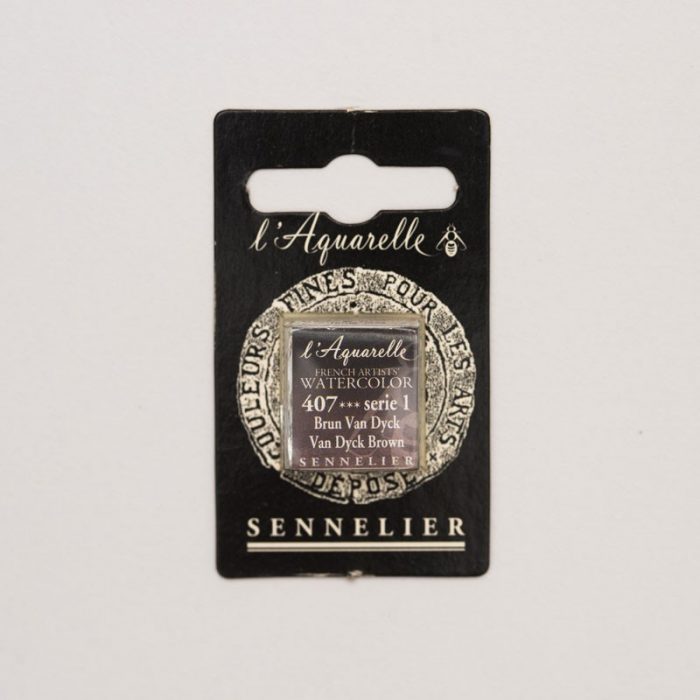 l'Aquarelle
COULEURS FINES POUR LES ARTS
DÉPOSÉ
l'Aquarelle
FRENCH ARTISTS'
WATERCOLOR
407*** serie 1
Brun Van Dyck
Van Dyck Brown
SENNELIER
SENNELIER